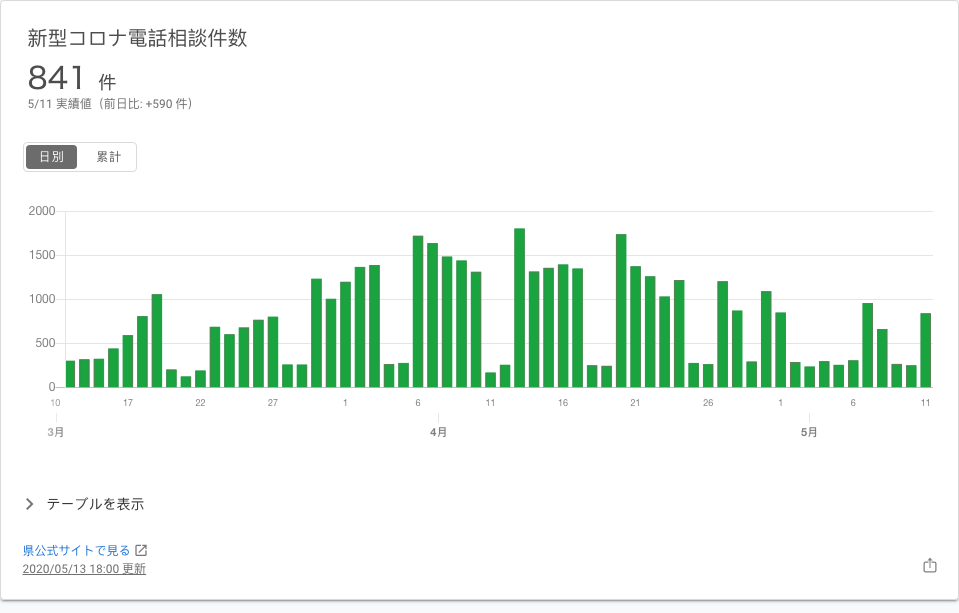 新型コロナ電話相談件数
841 件
5/11 実績値（前日比: +590 件）
日別 累計
2000
1500
1000
500
0
10 17 22 27 1 6 11 16 21 26 1 6 11
3月 4月 5月
テーブルを表示
県公式サイトで見る
2020/05/13 18:00 更新